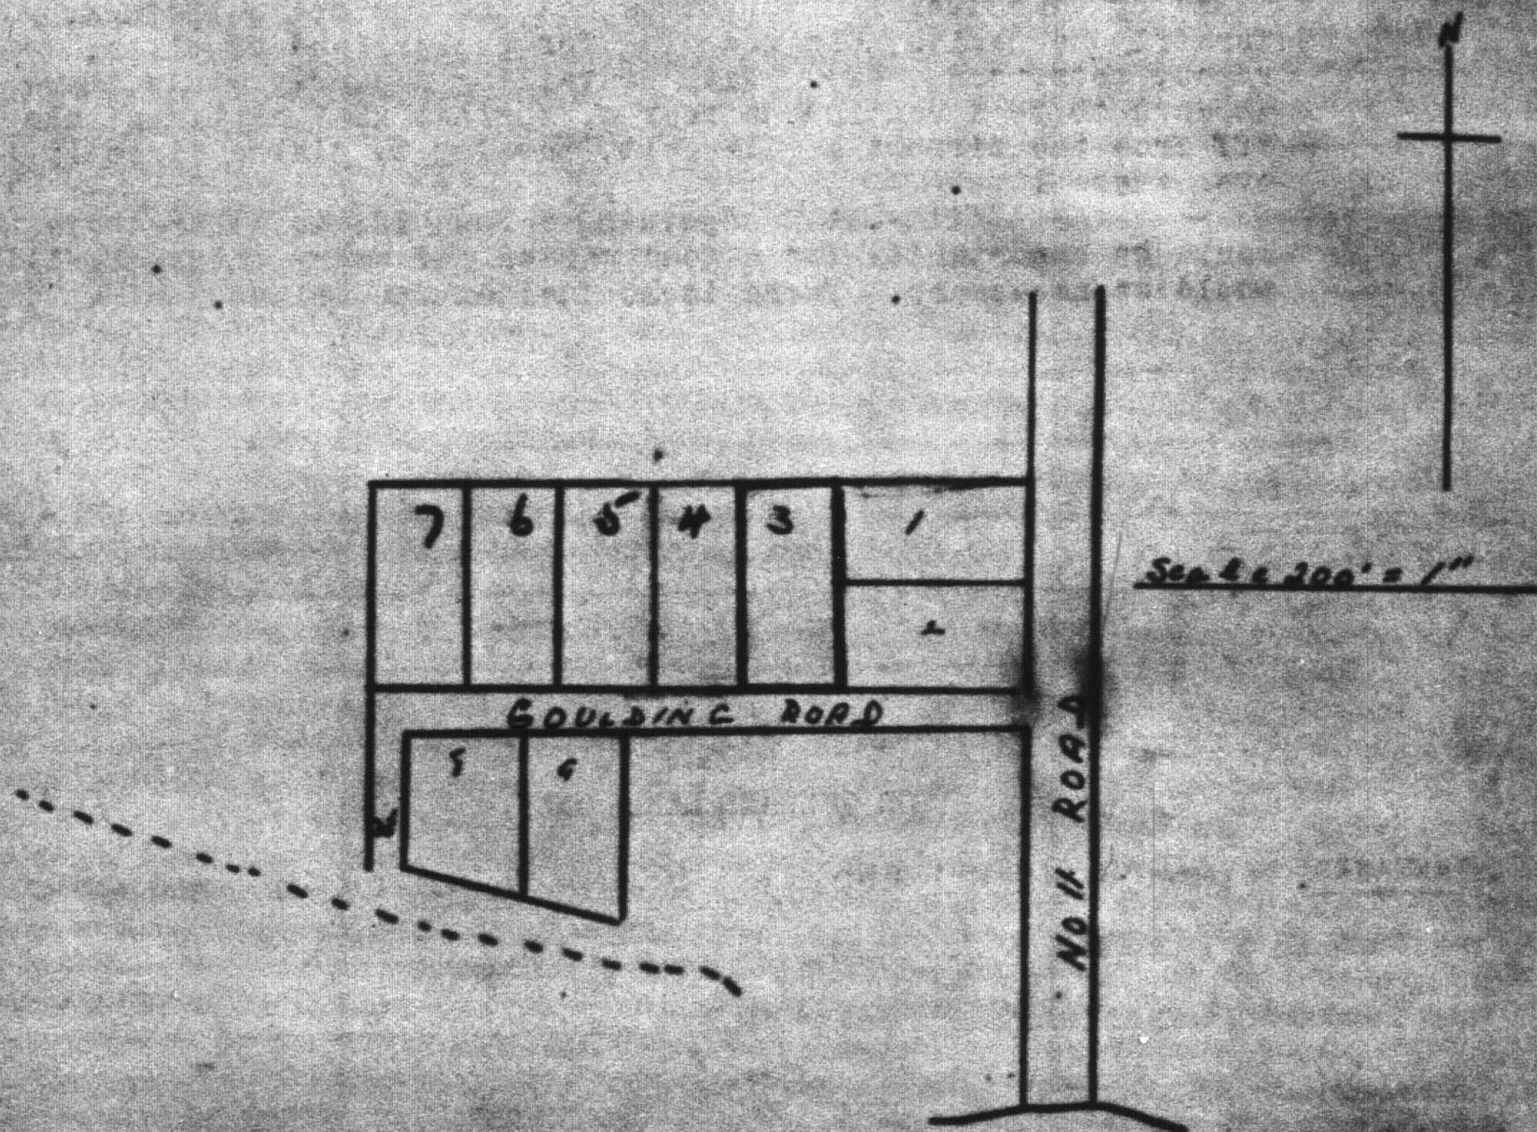 N
7 6 5 4 3 1
Scale 200' = 1"
2
GOULDING ROAD
NO 11 ROAD